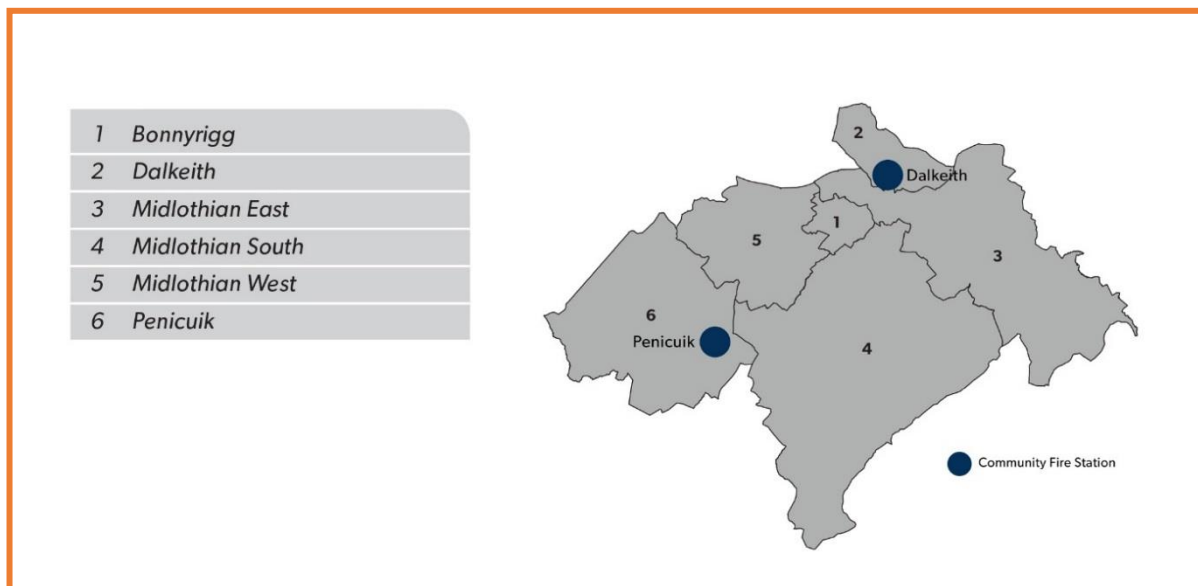 1 Bonnyrigg
2 Dalkeith
3 Midlothian East
4 Midlothian South
5 Midlothian West
6 Penicuik
2
Dalkeith
1
5
3
6
Penicuik
4
Community Fire Station